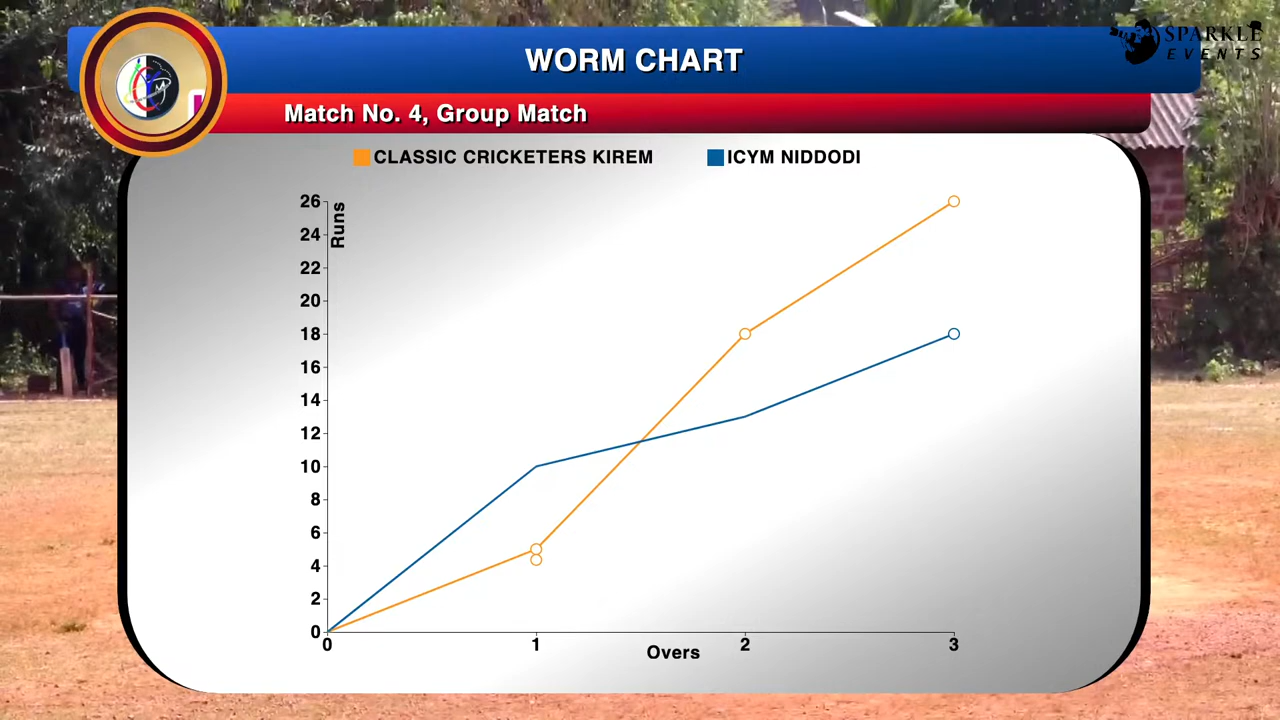 SPARKLE
EVENTS
WORM CHART
Match No. 4, Group Match
CLASSIC CRICKETERS KIREM
ICYM NIDDODI
Runs
26
24
22
20
18
16
14
12
10
8
6
4
2
0
0 1 2 3
Overs